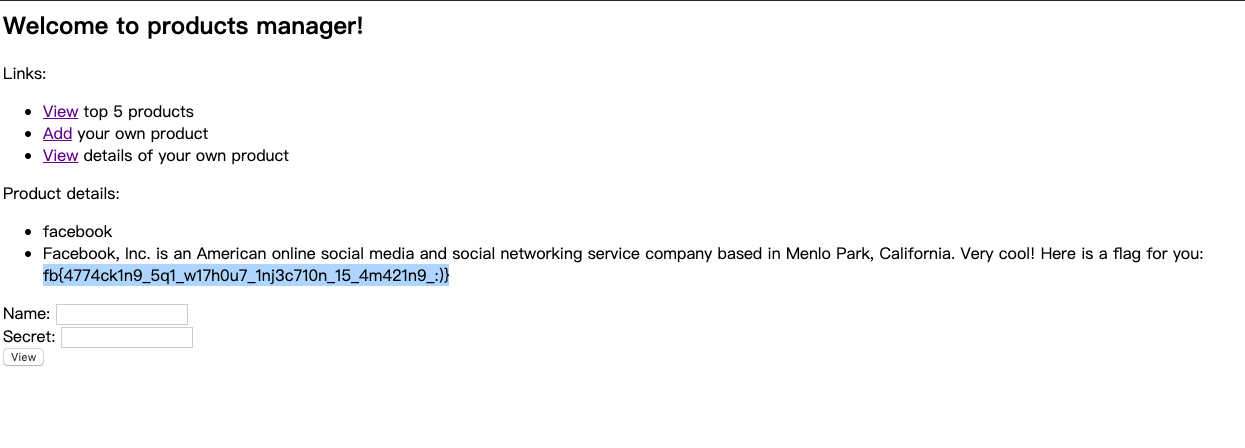 Welcome to products manager!
Links:
View top 5 products
Add your own product
View details of your own product
Product details:
facebook
Facebook, Inc. is an American online social media and social networking service company based in Menlo Park, California. Very cool! Here is a flag for you:
fb{4774ck1n9_5q1_w17h0u7_1nj3c710n_15_4m421n9_:)}
Name:
Secret:
View